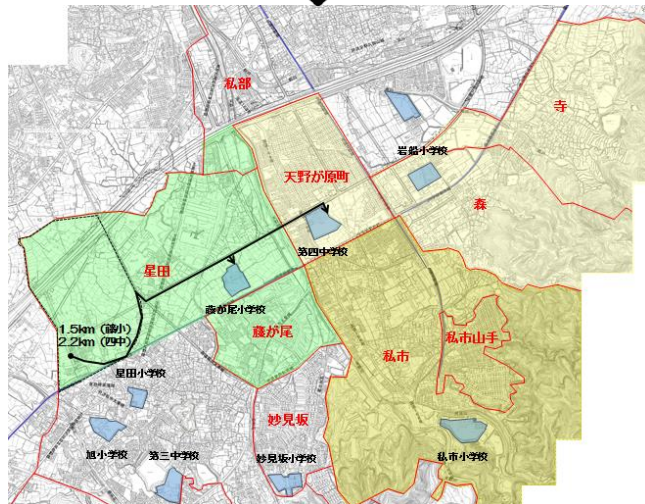 私部
寺
岩船小学校
天野が原町
森
第四中学校
星田
藤が尾小学校
1.5km（藤小）
2.2km（四中）
藤が尾
私市
私市山手
星田小学校
妙見坂
旭小学校
第三中学校
妙見坂小学校
私市小学校